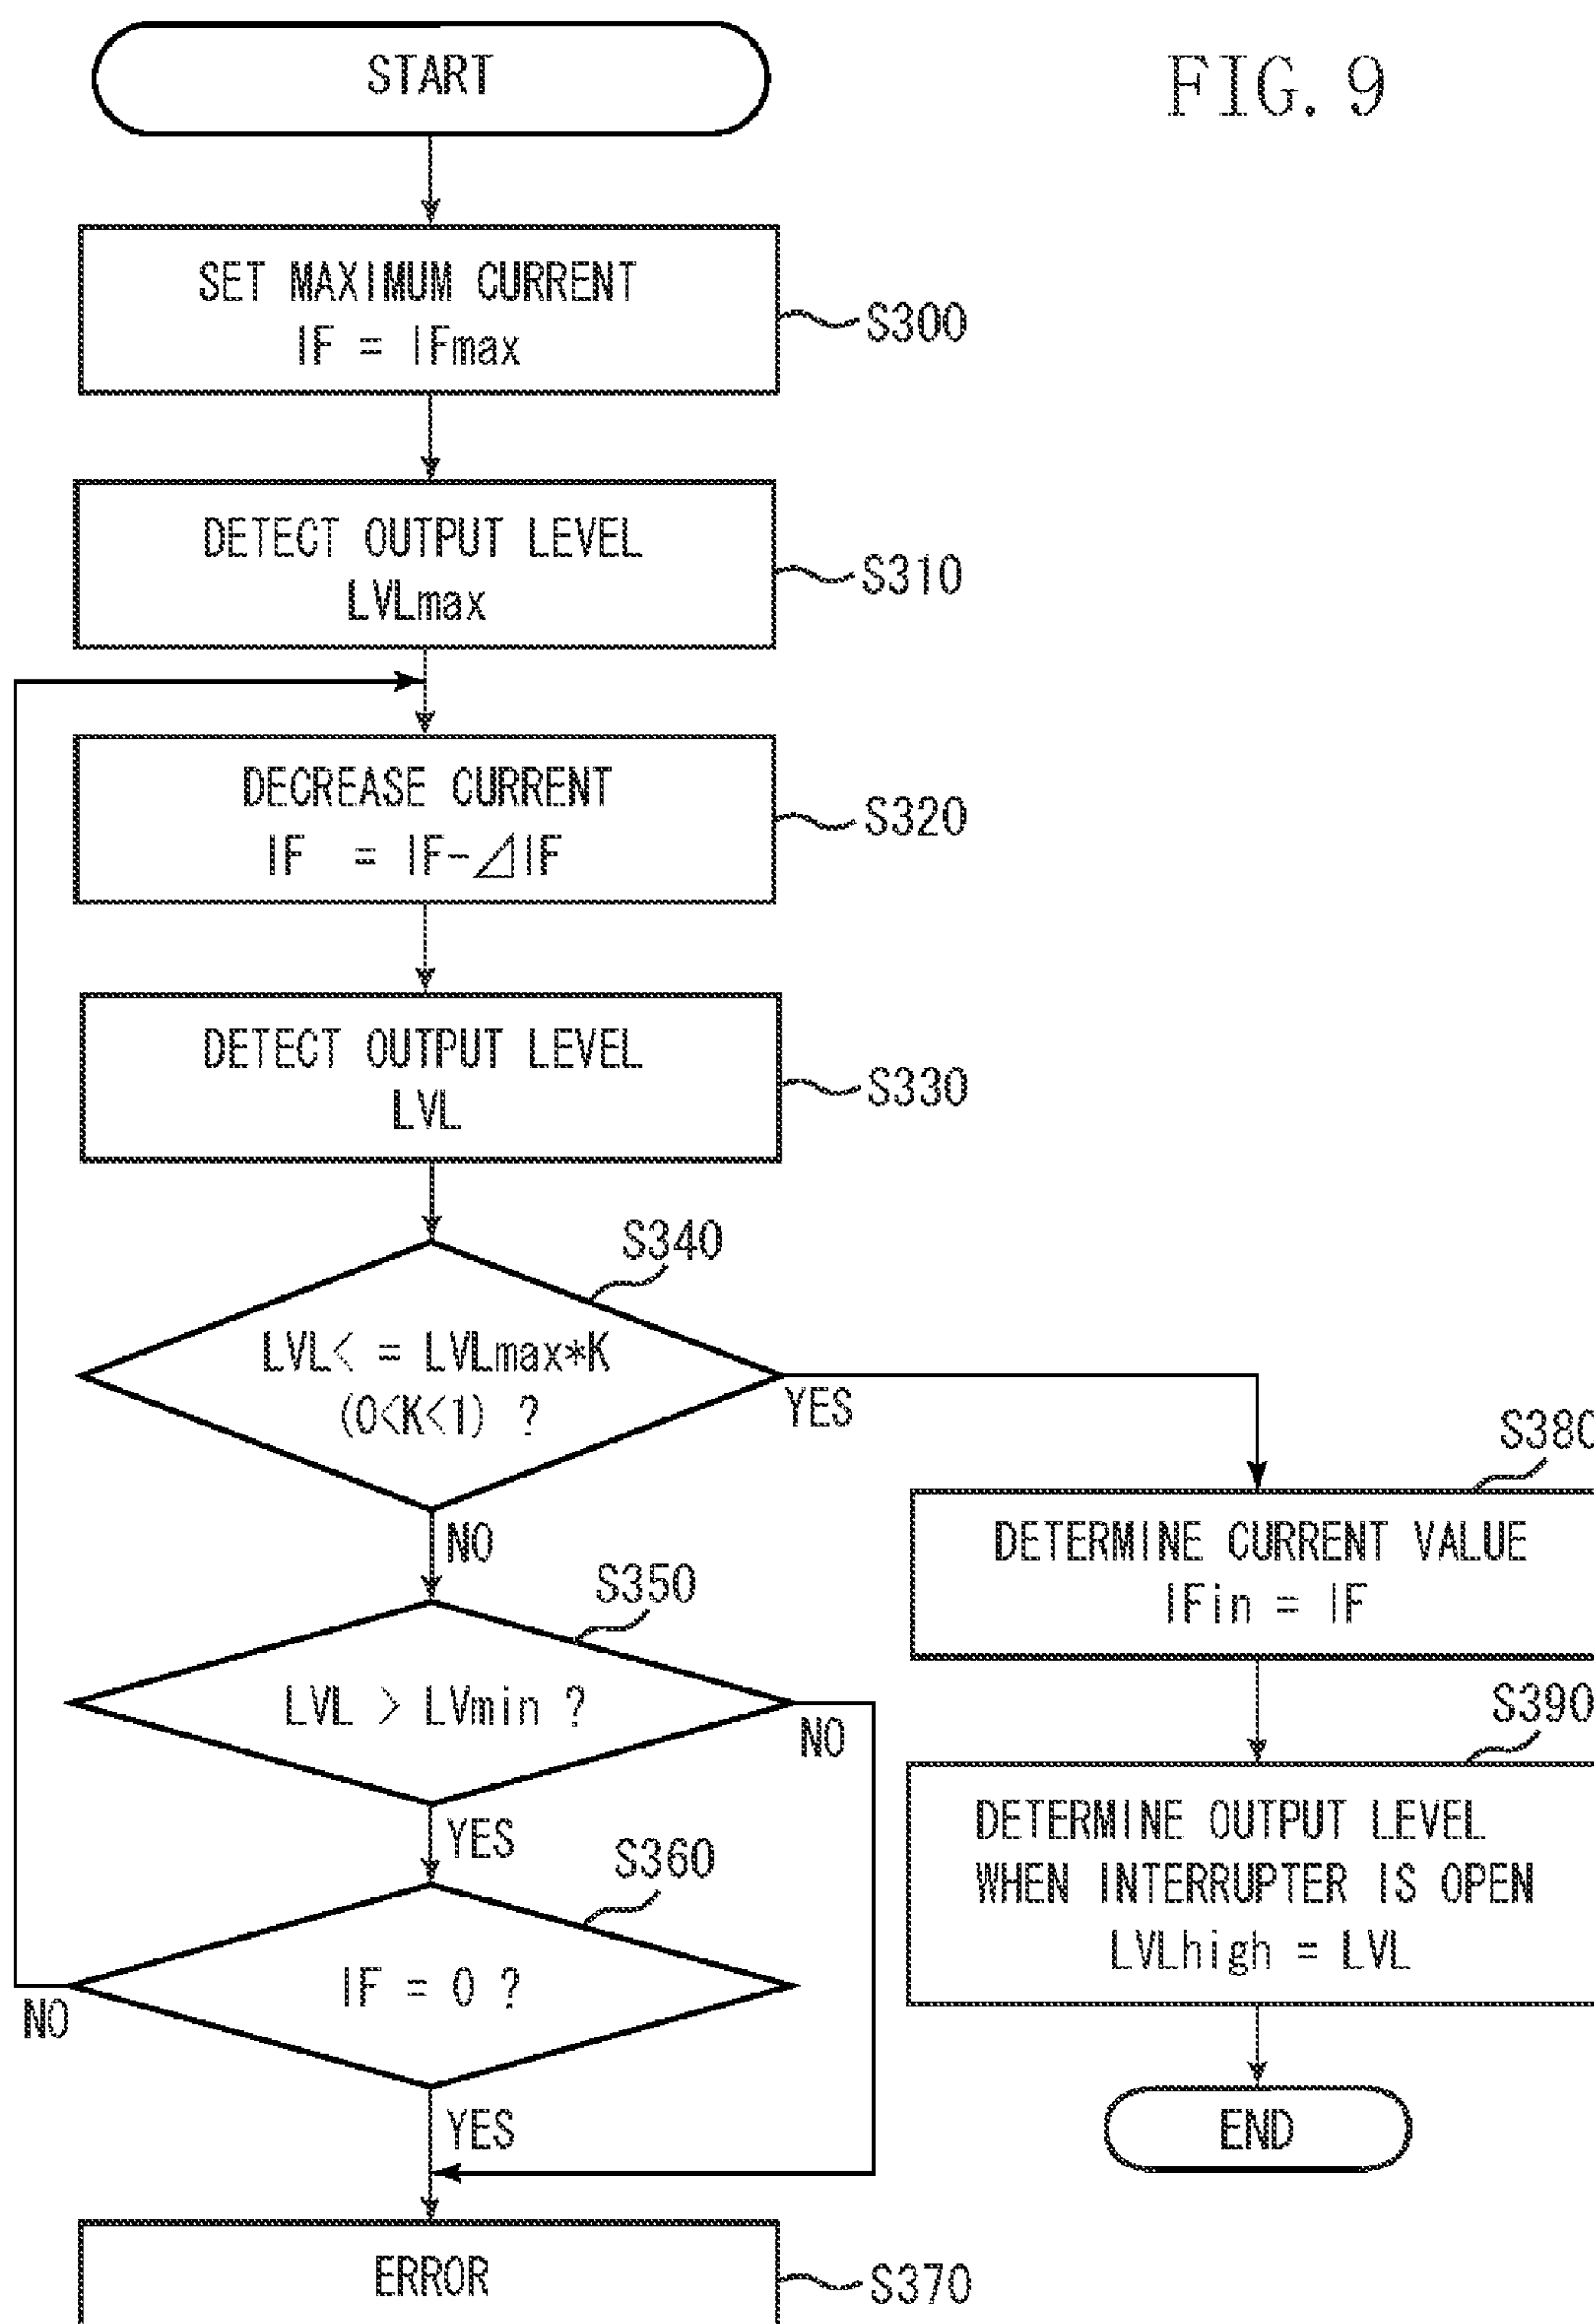 FIG. 9
START
SET MAXIMUM CURRENT
IF = IFmax
S300
DETECT OUTPUT LEVEL
LVLmax
S310
DECREASE CURRENT
IF = IF-⊿IF
S320
DETECT OUTPUT LEVEL
LVL
S330
S340
LVL< = LVLmax*K
(0<K<1) ?
YES
NO
S350
LVL > LVmin ?
NO
YES
S360
IF = 0 ?
NO
YES
ERROR
S370
S380
DETERMINE CURRENT VALUE
IFin = IF
S390
DETERMINE OUTPUT LEVEL
WHEN INTERRUPTER IS OPEN
LVLhigh = LVL
END